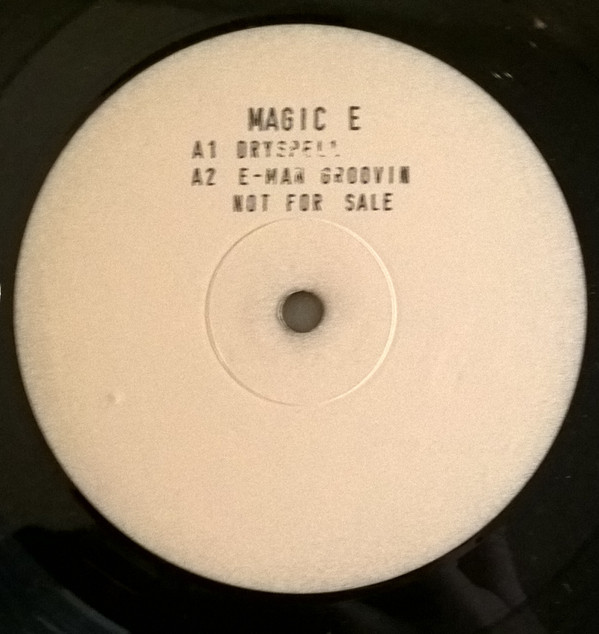 MAGIC E
A1 DRYSPELL
A2 E-MAN GROOVIN
NOT FOR SALE